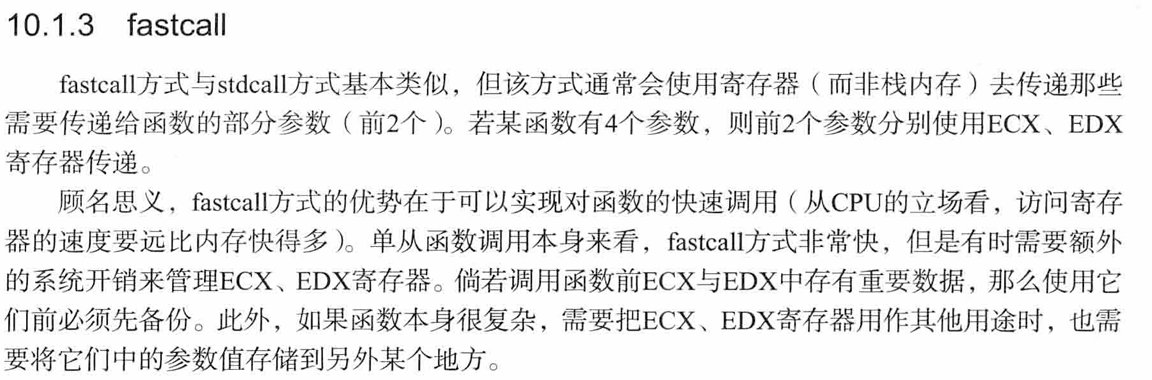 10.1.3 fastcall
fastcall方式与stdcall方式基本类似，但该方式通常会使用寄存器（而非栈内存）去传递那些
需要传递给函数的部分参数（前2个）。若某函数有4个参数，则前2个参数分别使用ECX、EDX
寄存器传递。
顾名思义，fastcall方式的优势在于可以实现对函数的快速调用（从CPU的立场看，访问寄存
器的速度要远比内存快得多）。单从函数调用本身来看，fastcall方式非常快，但是有时需要额外
的系统开销来管理ECX、EDX寄存器。倘若调用函数前ECX与EDX中存有重要数据，那么使用它
们前必须先备份。此外，如果函数本身很复杂，需要把ECX、EDX寄存器用作其他用途时，也需
要将它们中的参数值存储到另外某个地方。